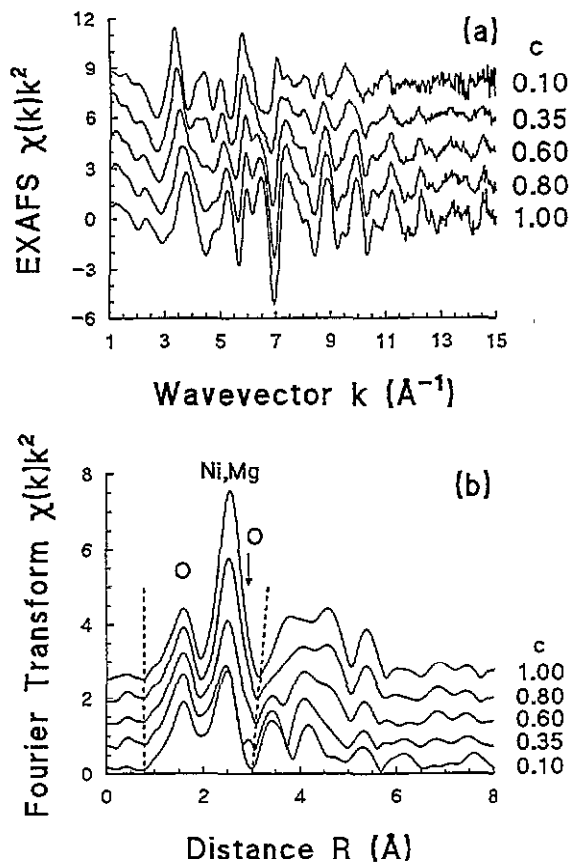 (a)
c
EXAFS χ(k)k²
12
9
6
3
0
−3
−6
0.10
0.35
0.60
0.80
1.00
1 3 5 7 9 11 13 15
Wavevector k (Å⁻¹)
(b)
Ni,Mg
O
O
Fourier Transform χ(k)k²
8
6
4
2
0
c
1.00
0.80
0.60
0.35
0.10
0 2 4 6 8
Distance R (Å)